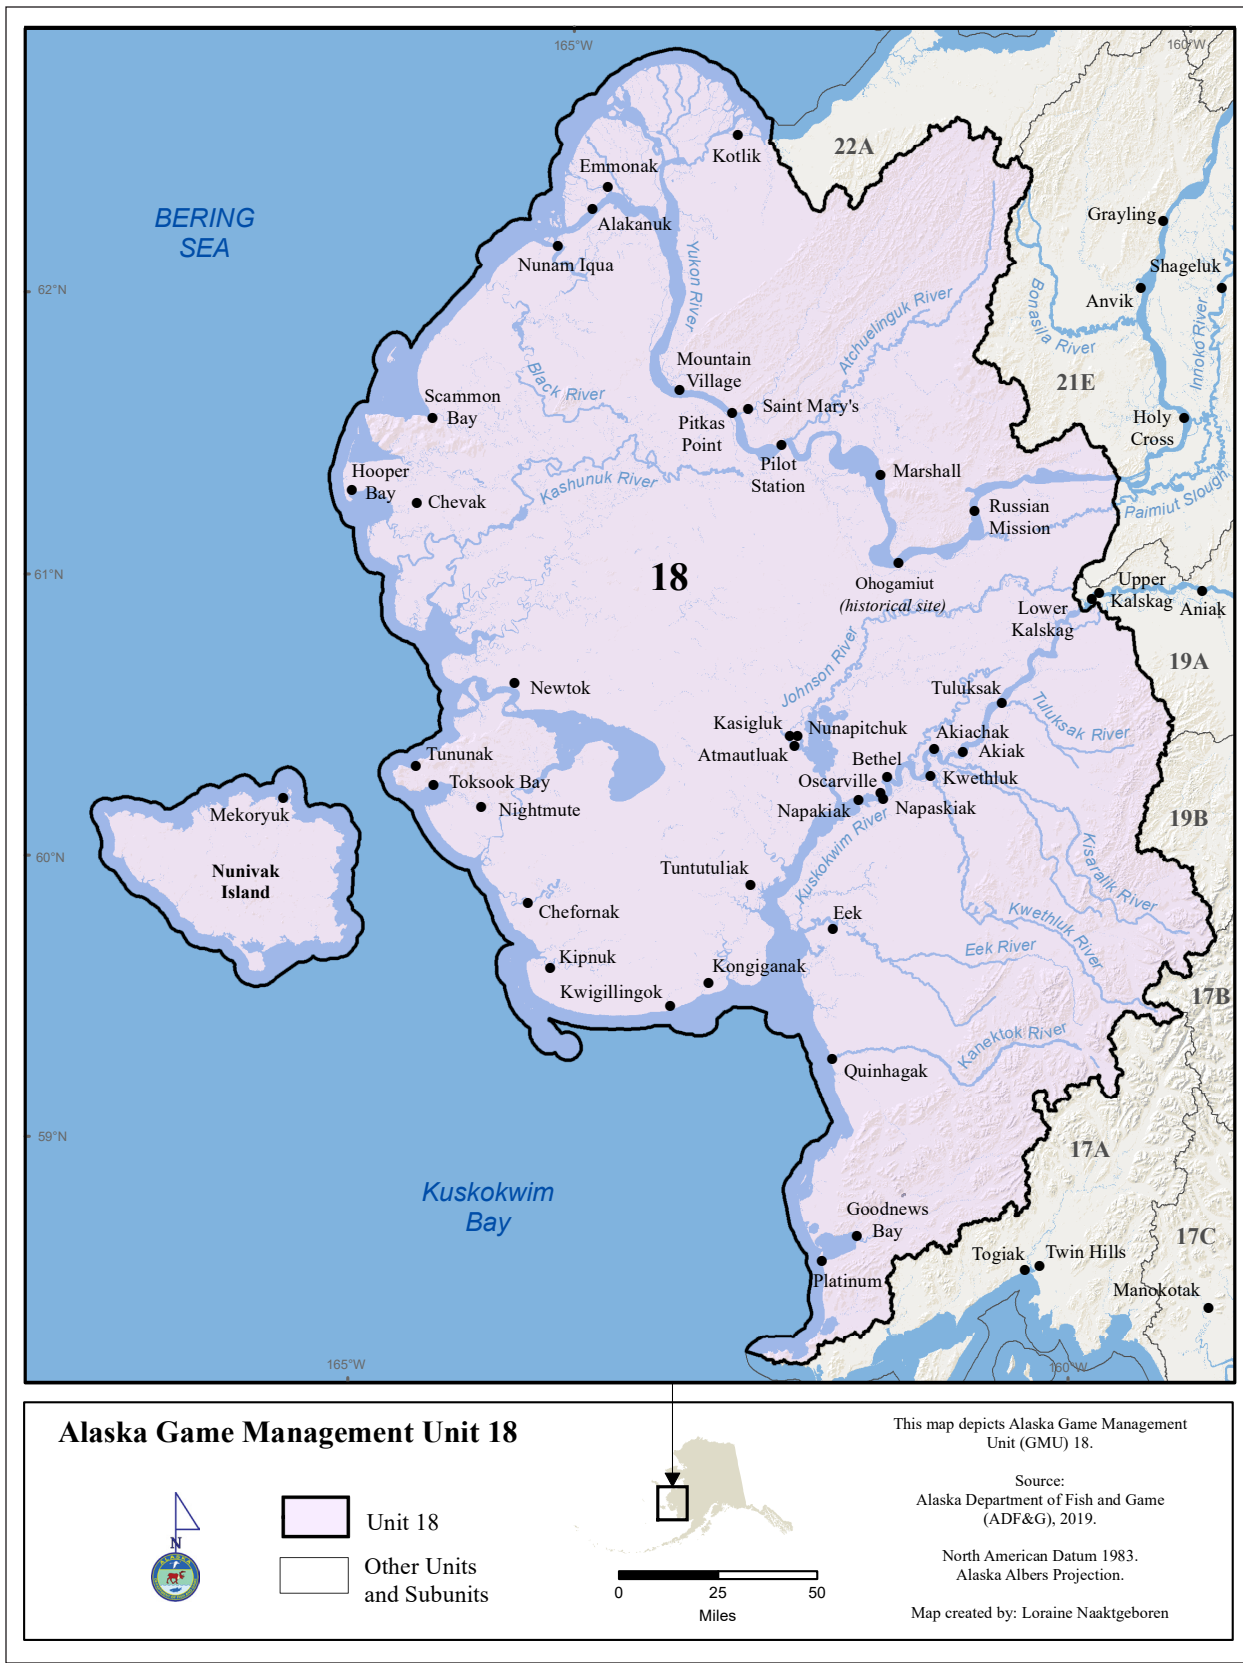 165°W
160°W
22A
Kotlik
Emmonak
Alakanuk
Nunam Iqua
BERING
SEA
Grayling
Shageluk
Anvik
62°N
Yukon River
Atchuelinguk River
Bonasila River
Innoko River
21E
Black River
Mountain
Village
Scammon
Bay
Saint Mary's
Pitkas
Point
Holy
Cross
Pilot
Station
Marshall
Hooper
Bay
Chevak
Kashunuk River
Russian
Mission
Paimiut Slough
61°N
18
Ohogamiut
(historical site)
Upper
Kalskag
Lower
Kalskag
Aniak
Johnson River
19A
Newtok
Tuluksak
Tuluksak River
Kasigluk
Nunapitchuk
Atmautluak
Akiachak
Akiak
Tununak
Toksook Bay
Bethel
Oscarville
Kwethluk
Nightmute
Napakiak
Napaskiak
Mekoryuk
19B
Nunivak
Island
60°N
Kuskokwim River
Kisaralik River
Tuntutuliak
Chefornak
Eek
Kwethluk River
Eek River
Kipnuk
Kongiganak
Kwigillingok
17B
Kanektok River
Quinhagak
59°N
17A
Kuskokwim
Bay
Goodnews
Bay
17C
Togiak
Twin Hills
Platinum
Manokotak
165°W
160°W
Alaska Game Management Unit 18
N
ALASKA
Unit 18
Other Units
and Subunits
0
25
50
Miles
This map depicts Alaska Game Management
Unit (GMU) 18.
Source:
Alaska Department of Fish and Game
(ADF&G), 2019.
North American Datum 1983.
Alaska Albers Projection.
Map created by: Loraine Naaktgeboren